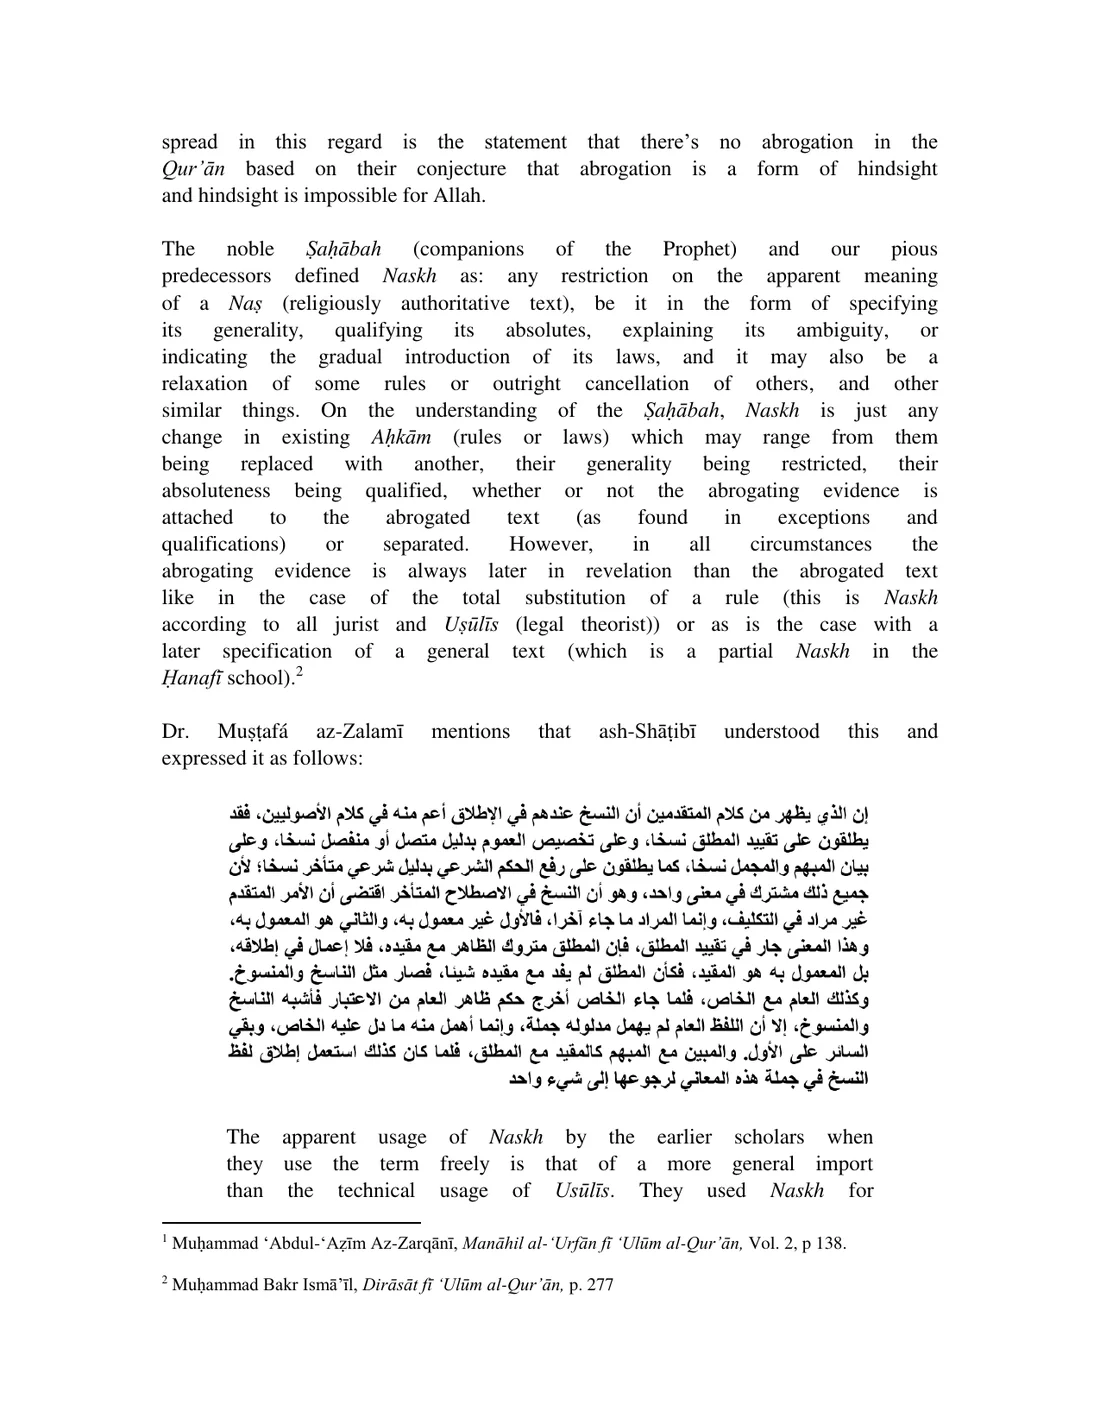 spread in this regard is the statement that there’s no abrogation in the
Qur’ān based on their conjecture that abrogation is a form of hindsight
and hindsight is impossible for Allah.
The noble Ṣaḥābah (companions of the Prophet) and our pious
predecessors defined Naskh as: any restriction on the apparent meaning
of a Naṣ (religiously authoritative text), be it in the form of specifying
its generality, qualifying its absolutes, explaining its ambiguity, or
indicating the gradual introduction of its laws, and it may also be a
relaxation of some rules or outright cancellation of others, and other
similar things. On the understanding of the Ṣaḥābah, Naskh is just any
change in existing Aḥkām (rules or laws) which may range from them
being replaced with another, their generality being restricted, their
absoluteness being qualified, whether or not the abrogating evidence is
attached to the abrogated text (as found in exceptions and
qualifications) or separated. However, in all circumstances the
abrogating evidence is always later in revelation than the abrogated text
like in the case of the total substitution of a rule (this is Naskh
according to all jurist and Uṣūlīs (legal theorist)) or as is the case with a
later specification of a general text (which is a partial Naskh in the
Ḥanafī school).2
Dr. Muṣṭafá az-Zalamī mentions that ash-Shāṭibī understood this and
expressed it as follows:
إن الذي يظهر من كلام المتقدمين أن النسخ عندهم في الإطلاق أعم منه في كلام الأصوليين، فقد
يطلقون على تقييد المطلق نسخا، وعلى تخصيص العموم بدليل متصل أو منفصل نسخا، وعلى
بيان المبهم والمجمل نسخا، كما يطلقون على رفع الحكم الشرعي بدليل شرعي متأخر نسخا؛ لأن
جميع ذلك مشترك في معنى واحد، وهو أن النسخ في الاصطلاح المتأخر اقتضى أن الأمر المتقدم
غير مراد في التكليف، وإنما المراد ما جاء آخرا، فالأول غير معمول به، والثاني هو المعمول به،
وهذا المعنى جار في تقييد المطلق، فإن المطلق متروك الظاهر مع مقيده، فلا إعمال في إطلاقه،
بل المعمول به هو المقيد، فكأن المطلق لم يفد مع مقيده شيئا، فصار مثل الناسخ والمنسوخ.
وكذلك العام مع الخاص، فلما جاء الخاص أخرج حكم ظاهر العام من الاعتبار فأشبه الناسخ
والمنسوخ، إلا أن اللفظ العام لم يهمل مدلوله جملة، وإنما أهمل منه ما دل عليه الخاص، وبقي
السائر على الأول. والمبين مع المبهم كالمقيد مع المطلق، فلما كان كذلك استعمل إطلاق لفظ
النسخ في جملة هذه المعاني لرجوعها إلى شيء واحد
The apparent usage of Naskh by the earlier scholars when
they use the term freely is that of a more general import
than the technical usage of Usūlīs. They used Naskh for
1 Muḥammad ‘Abdul-‘Aẓīm Az-Zarqānī, Manāhil al-‘Urfān fī ‘Ulūm al-Qur’ān, Vol. 2, p 138.
2 Muḥammad Bakr Ismā’īl, Dirāsāt fī ‘Ulūm al-Qur’ān, p. 277